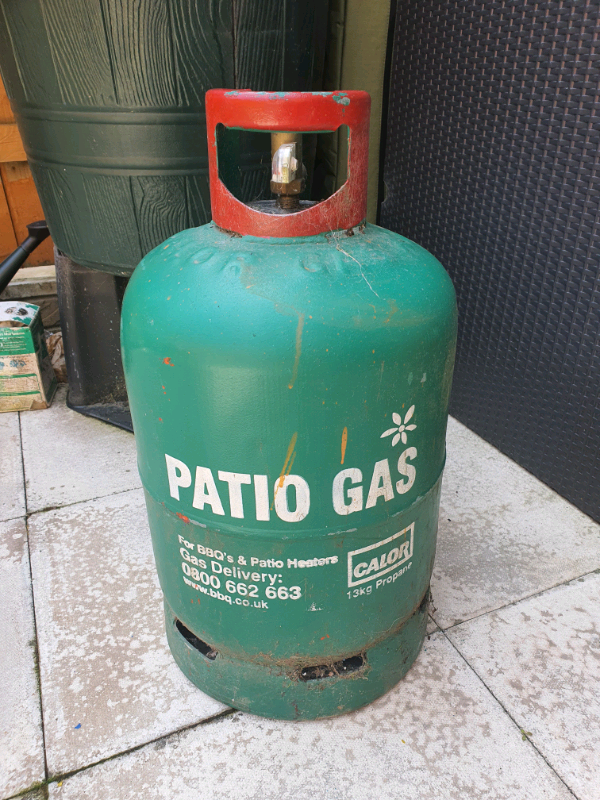 PATIO GAS
For BBQ's & Patio Heaters
Gas Delivery:
0800 662 663
www.bbq.co.uk
CALOR
13kg Propane